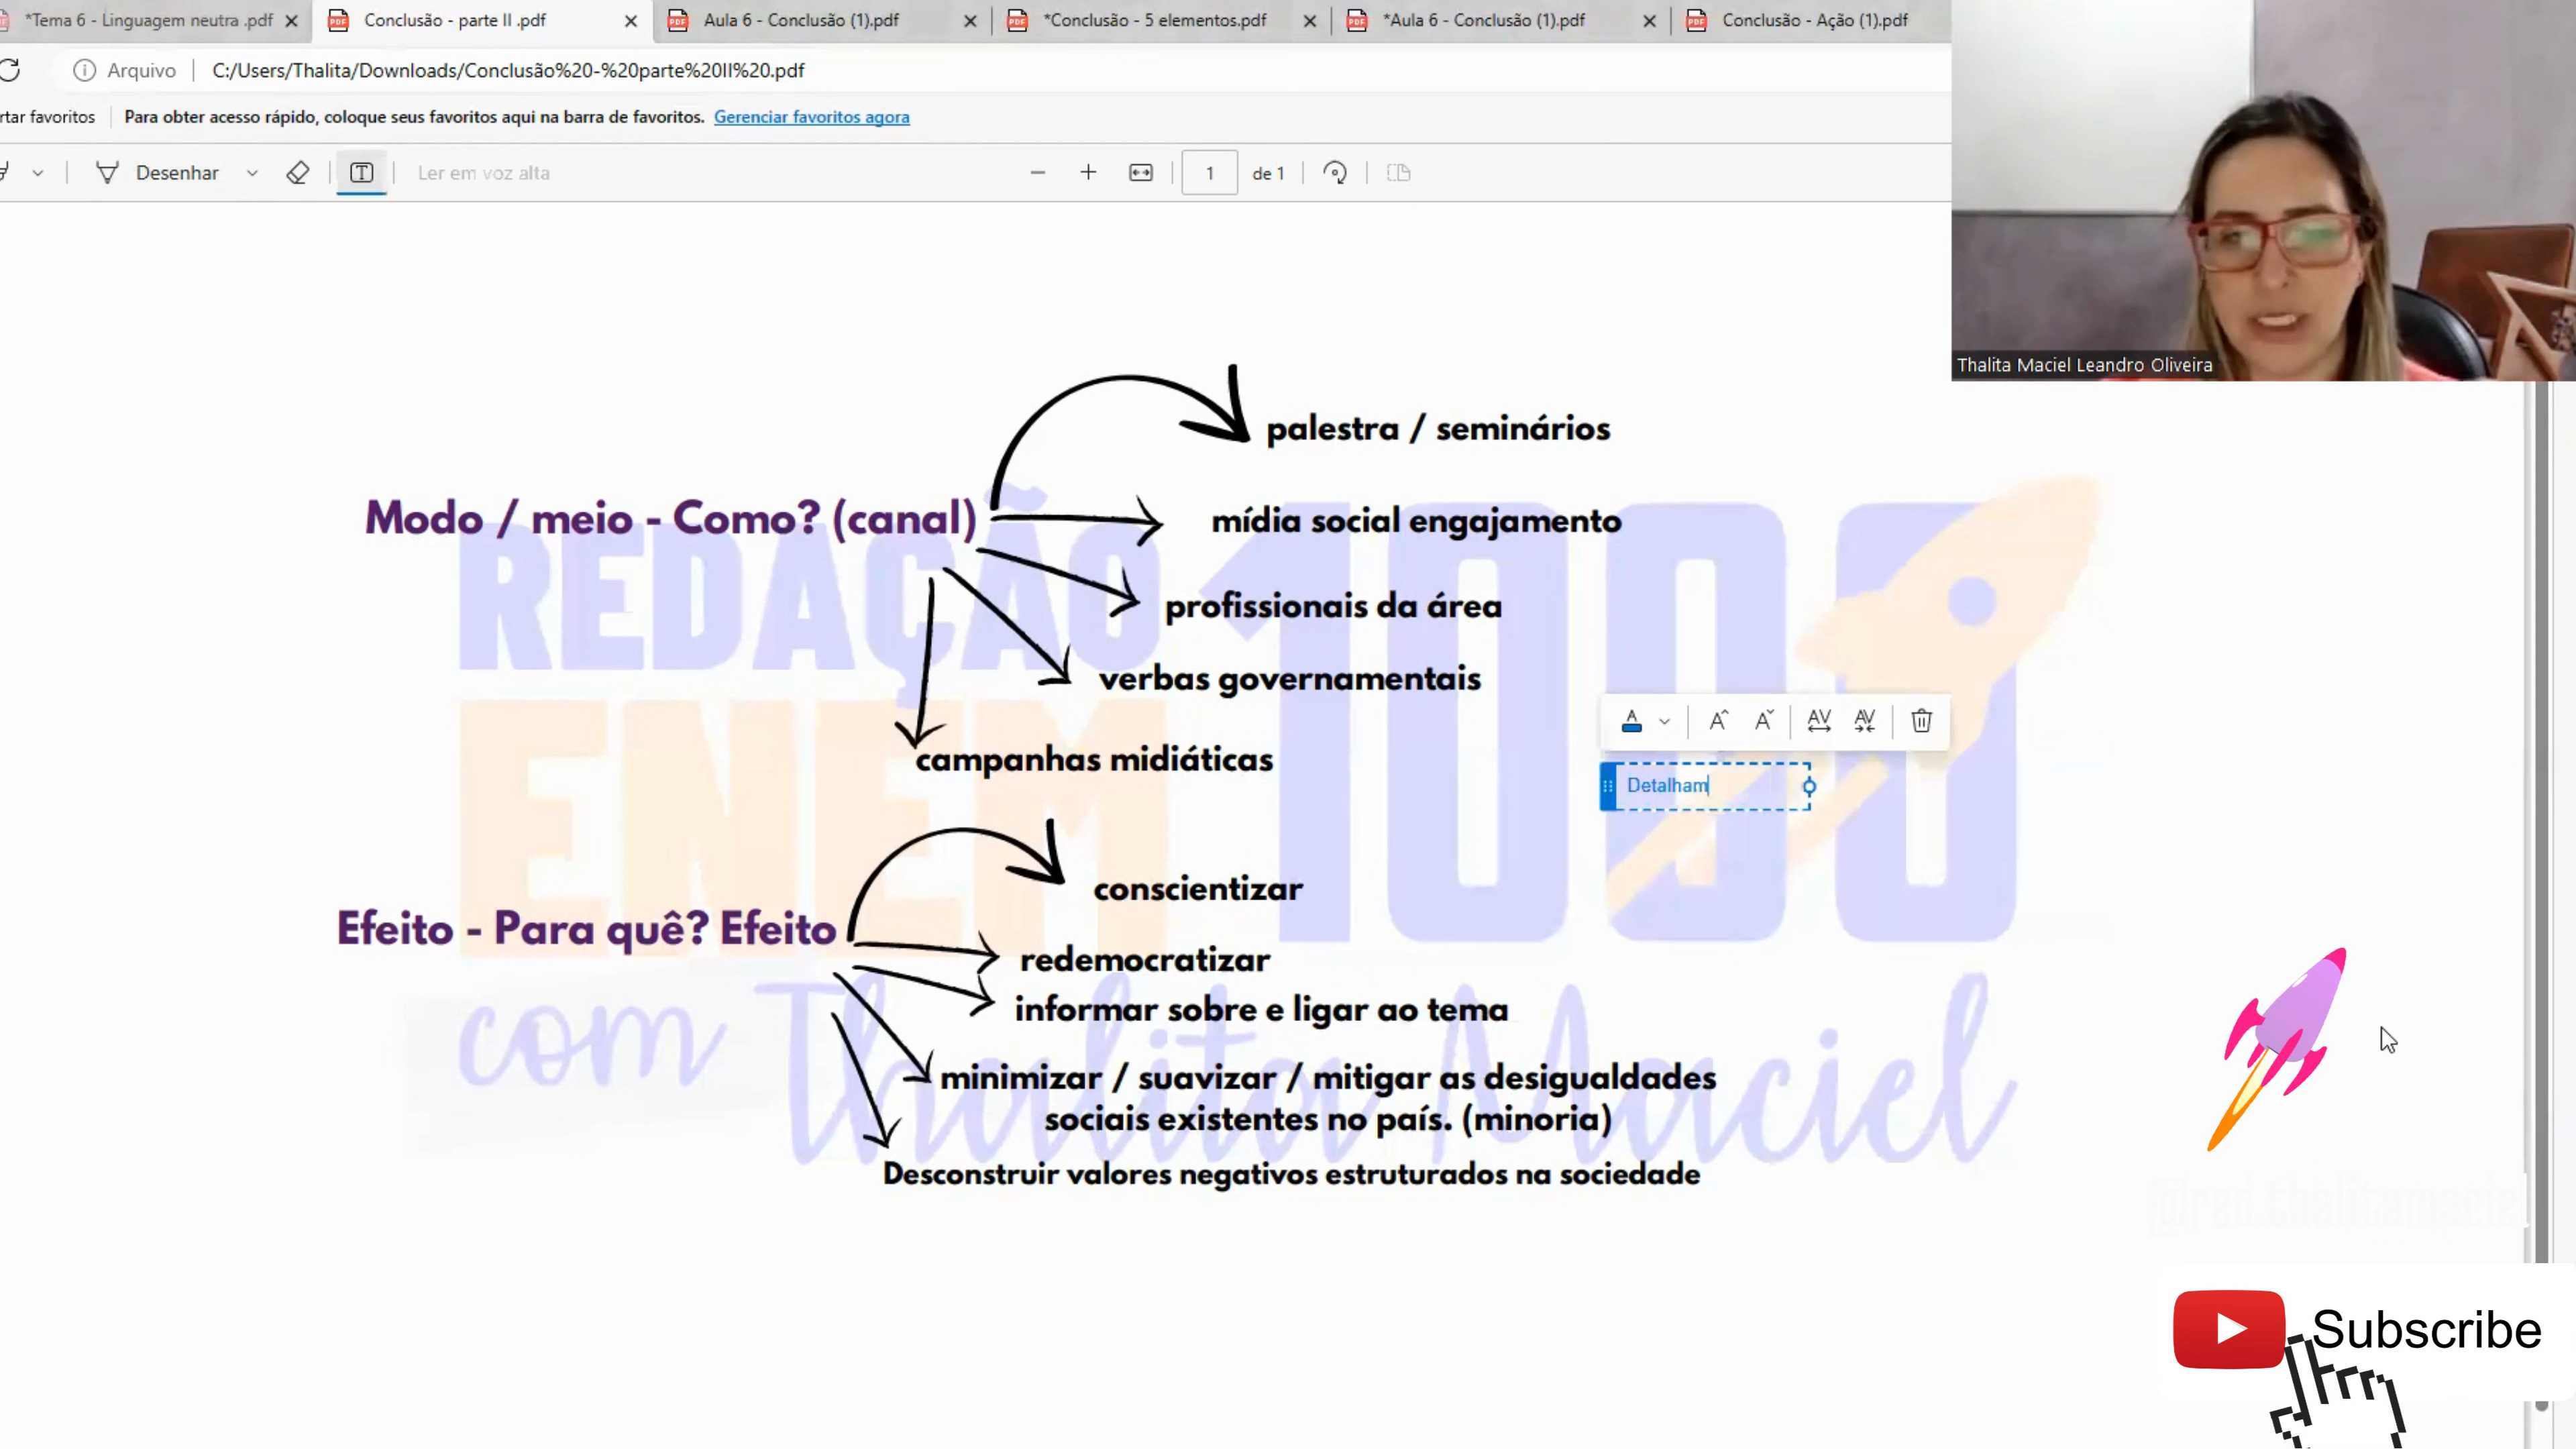 *Tema 6 - Linguagem neutra .pdf
Conclusão - parte II .pdf
Aula 6 - Conclusão (1).pdf
*Conclusão - 5 elementos.pdf
*Aula 6 - Conclusão (1).pdf
Conclusão - Ação (1).pdf
Arquivo
C:/Users/Thalita/Downloads/Conclusão%20-%20parte%20II%20.pdf
rtar favoritos
Para obter acesso rápido, coloque seus favoritos aqui na barra de favoritos. Gerenciar favoritos agora
Desenhar
Ler em voz alta
1 de 1
Thalita Maciel Leandro Oliveira
palestra / seminários
Modo / meio - Como? (canal)
mídia social engajamento
profissionais da área
verbas governamentais
campanhas midiáticas
Detalham
conscientizar
Efeito - Para quê? Efeito
redemocratizar
informar sobre e ligar ao tema
minimizar / suavizar / mitigar as desigualdades
sociais existentes no país. (minoria)
Desconstruir valores negativos estruturados na sociedade
REDAÇÃO
ENEM 1000
com Thalita Maciel
@red.thalitamaciel
Subscribe